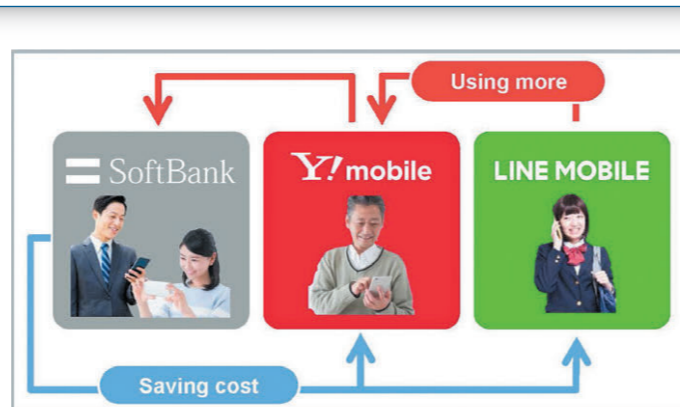 Using more
SoftBank
Y!mobile
LINE MOBILE
Saving cost